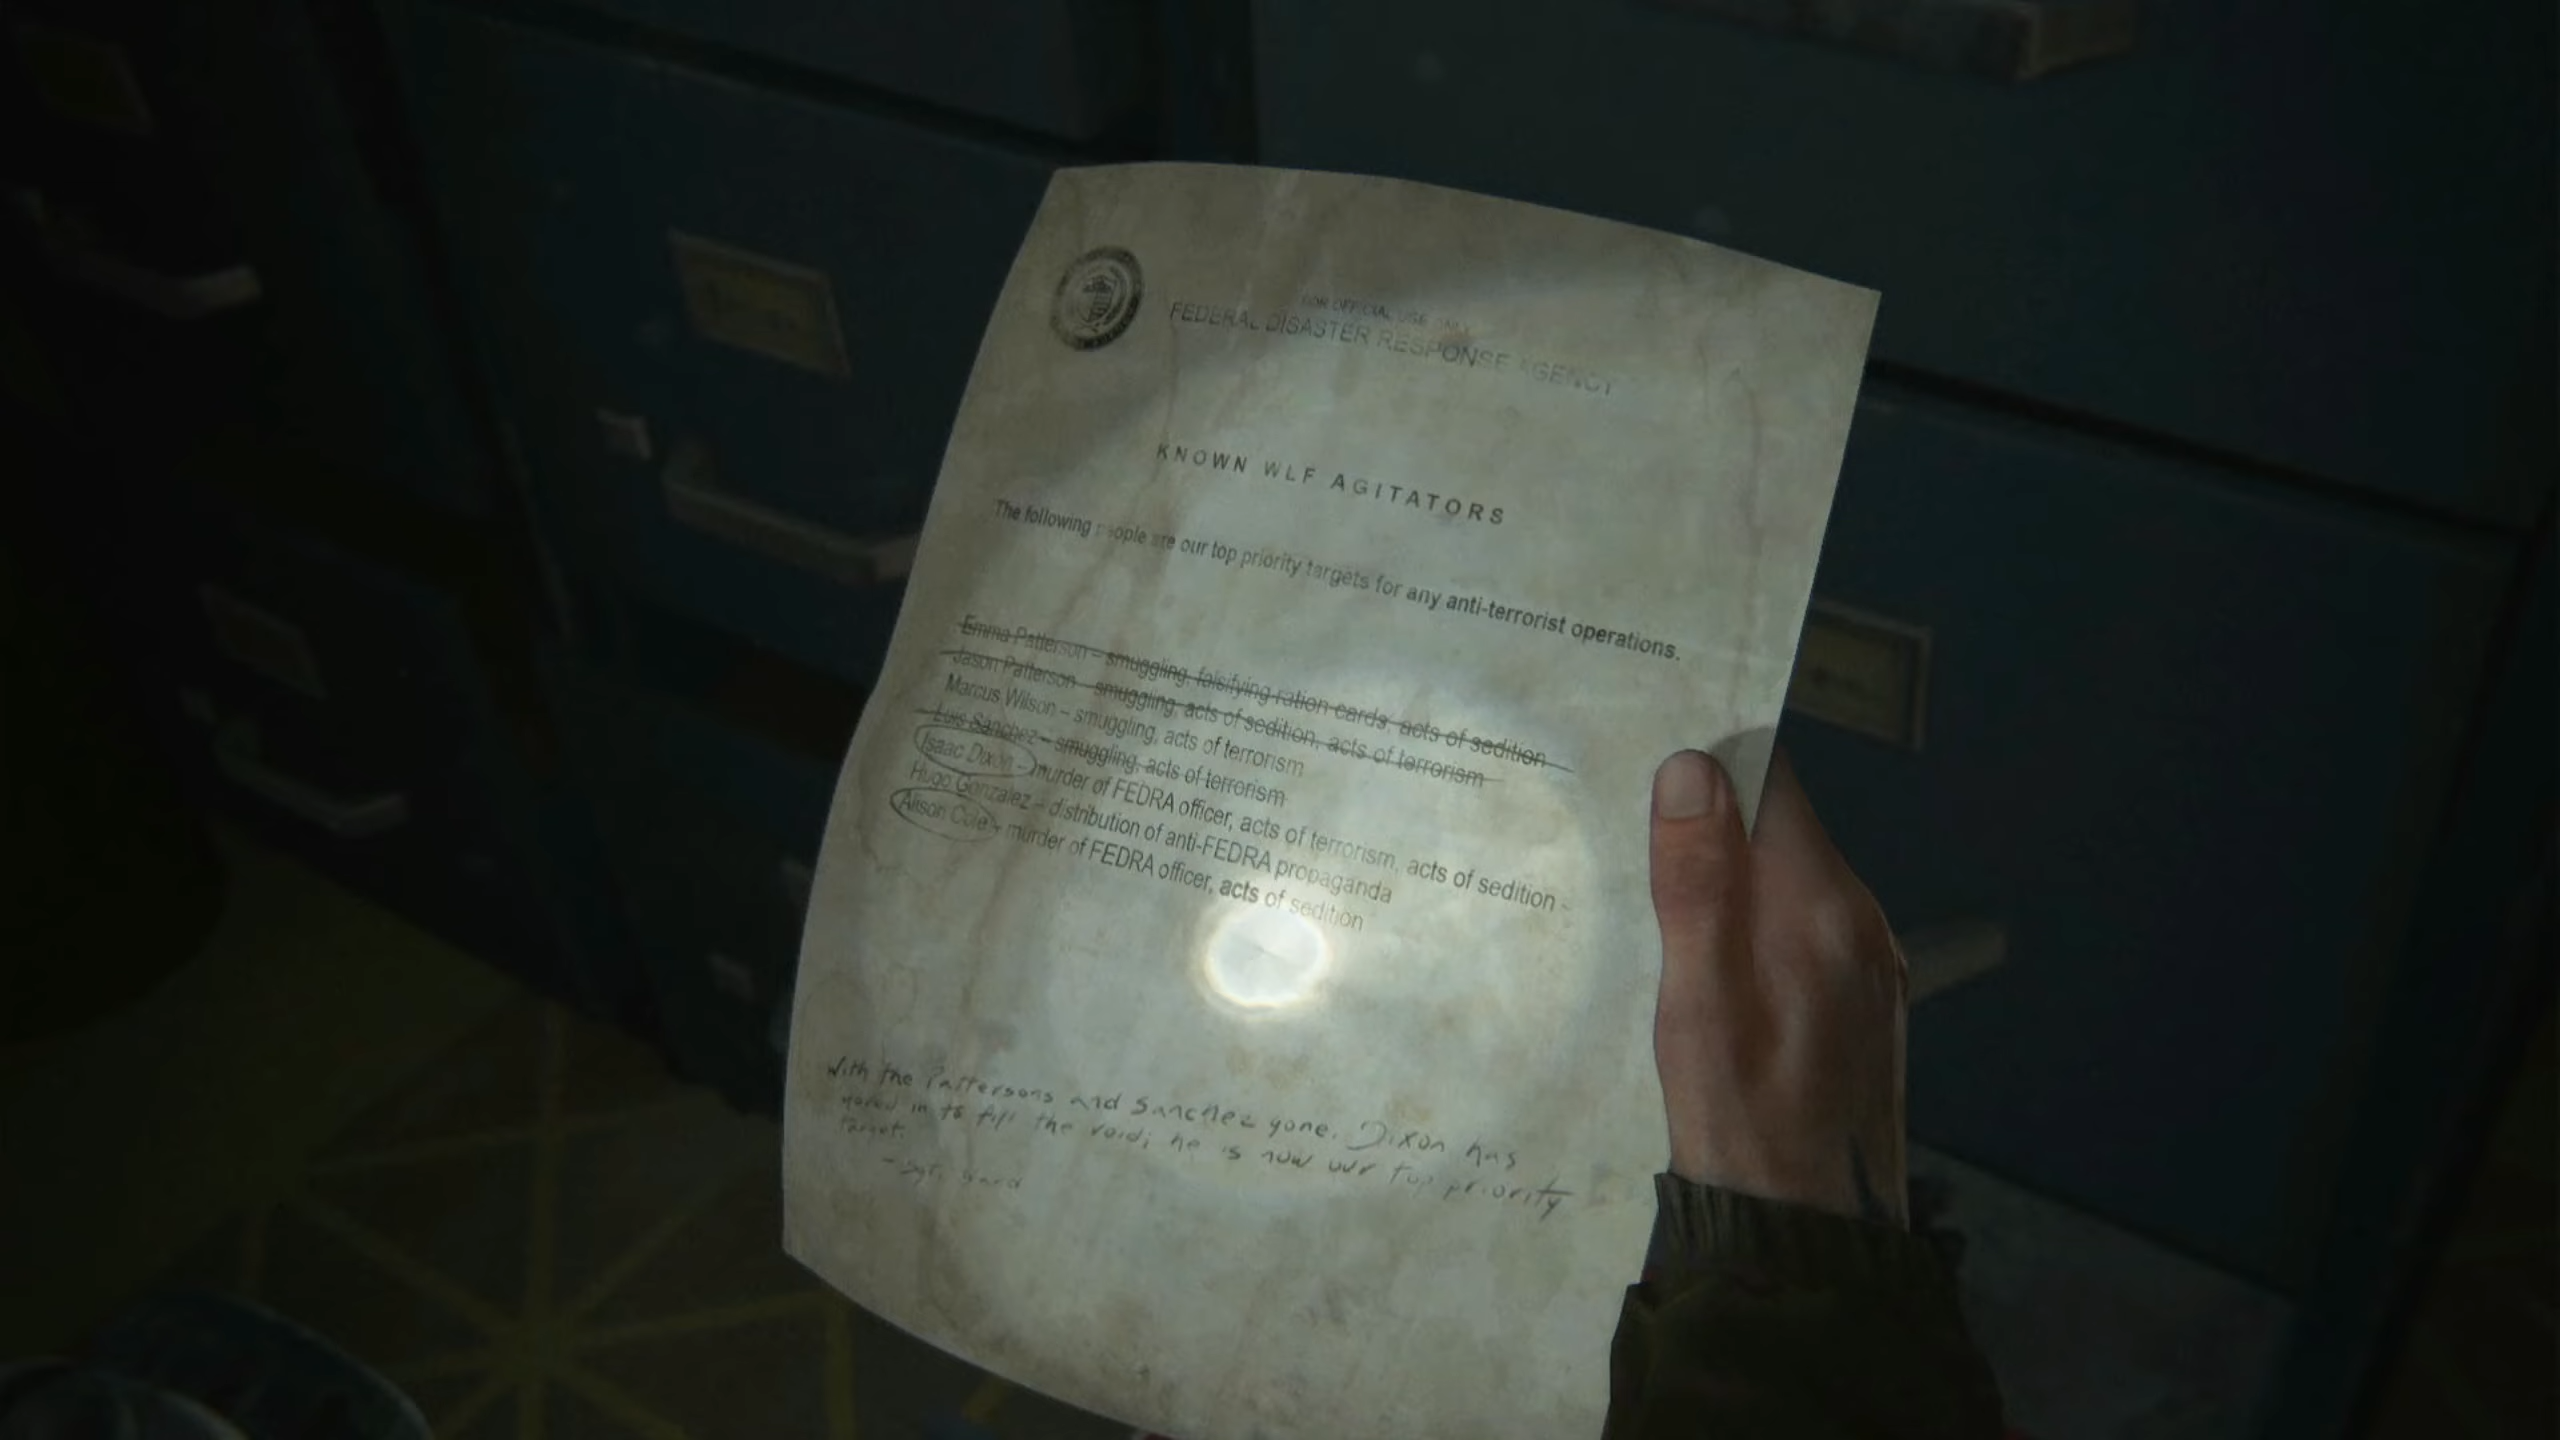 FOR OFFICIAL USE ONLY
FEDERAL DISASTER RESPONSE AGENCY
KNOWN WLF AGITATORS
The following people are our top priority targets for any anti-terrorist operations.
Emma Patterson – smuggling, falsifying ration cards, acts of sedition
Jason Patterson – smuggling, acts of sedition, acts of terrorism
Marcus Wilson – smuggling, acts of terrorism
Luis Sanchez – smuggling, acts of terrorism
Isaac Dixon – murder of FEDRA officer, acts of terrorism, acts of sedition -
Hugo Gonzalez – distribution of anti-FEDRA propaganda
Alison Cole – murder of FEDRA officer, acts of sedition
With the Pattersons and Sanchez gone, Dixon has
moved in to fill the void; he is now our top priority
target.
- Sgt. Ward